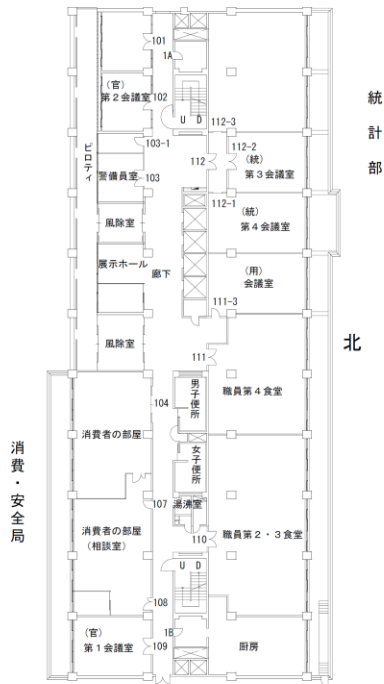 101
1A
(官)
第2会議室
102
U D
統計部
112-3
103-1
112
112-2
(統)
第3会議室
ピロティ
警備員室
103
112-1
(統)
第4会議室
風除室
展示ホール
廊下
(用)
会議室
111-3
北
風除室
111
104
男子便所
職員第4食堂
消費者の部屋
女子便所
消費・安全局
107
湯沸室
消費者の部屋
(相談室)
110
職員第2・3食堂
U D
108
1B
(官)
第1会議室
109
厨房